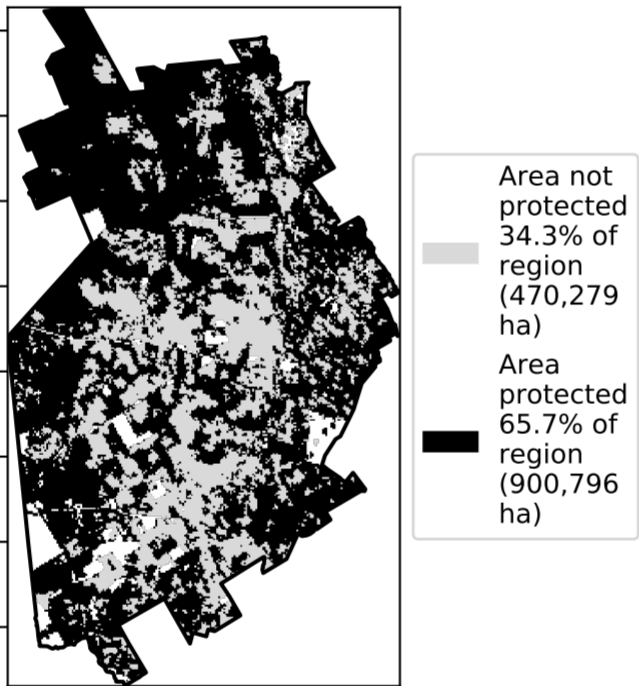 Area not
protected
34.3% of
region
(470,279
ha)
Area
protected
65.7% of
region
(900,796
ha)